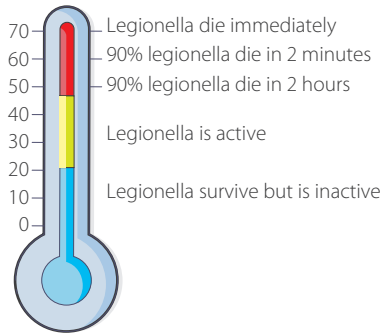 70 Legionella die immediately
60 90% legionella die in 2 minutes
50 90% legionella die in 2 hours
40
30 Legionella is active
20
10 Legionella survive but is inactive
0